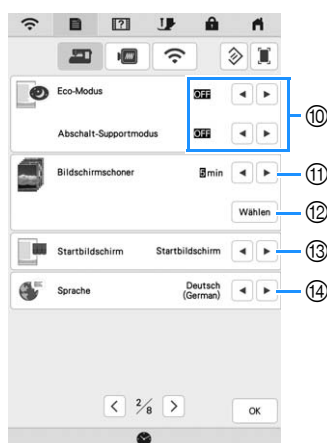 Eco-Modus OFF
⑩
Abschalt-Supportmodus OFF
Bildschirmschoner 5 min ⑪
Wählen ⑫
Startbildschirm Startbildschirm ⑬
Sprache Deutsch
(German) ⑭
2/8
OK